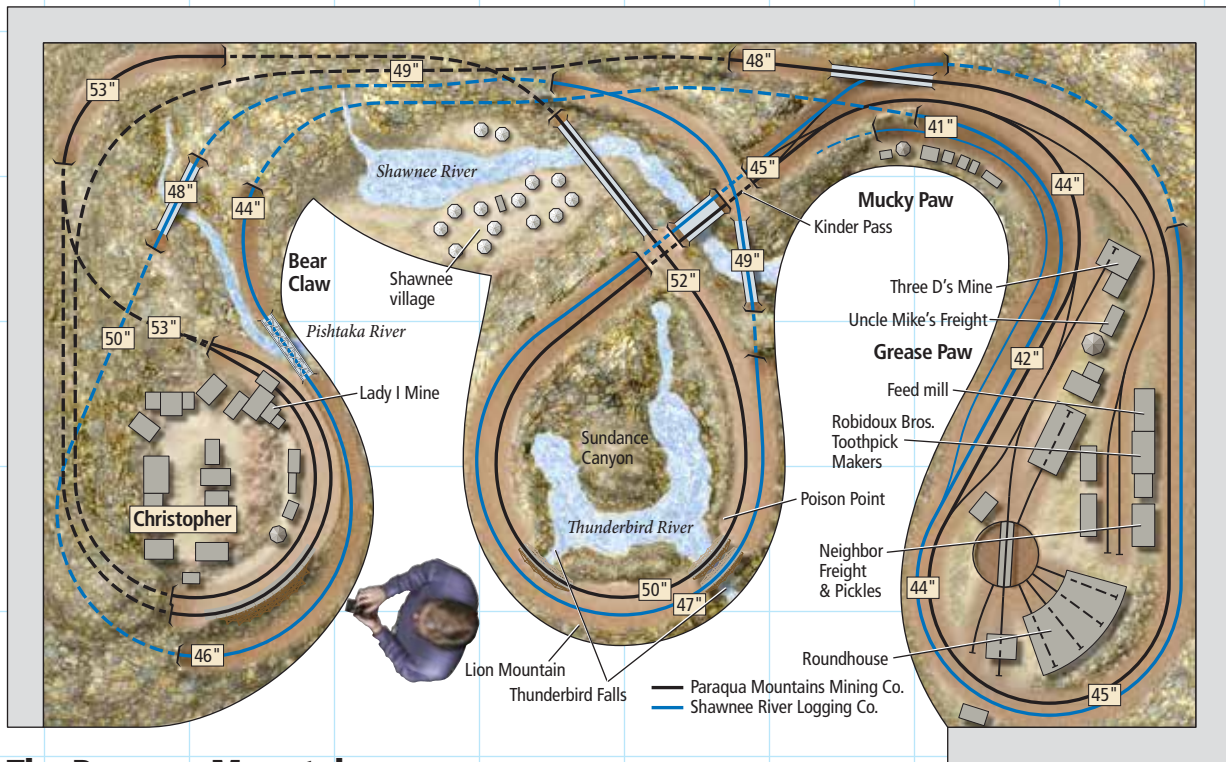 53"
49"
48"
41"
Shawnee River
45"
48"
44"
44"
Mucky Paw
Kinder Pass
Bear
Claw
Shawnee
village
49"
52"
Three D's Mine
Pishtaka River
Uncle Mike's Freight
53"
50"
Grease Paw
42"
Lady I Mine
Feed mill
Robidoux Bros.
Toothpick
Makers
Sundance
Canyon
Poison Point
Christopher
Thunderbird River
Neighbor
Freight
& Pickles
50"
47"
44"
46"
Lion Mountain
Thunderbird Falls
Roundhouse
Paraqua Mountains Mining Co.
Shawnee River Logging Co.
45"